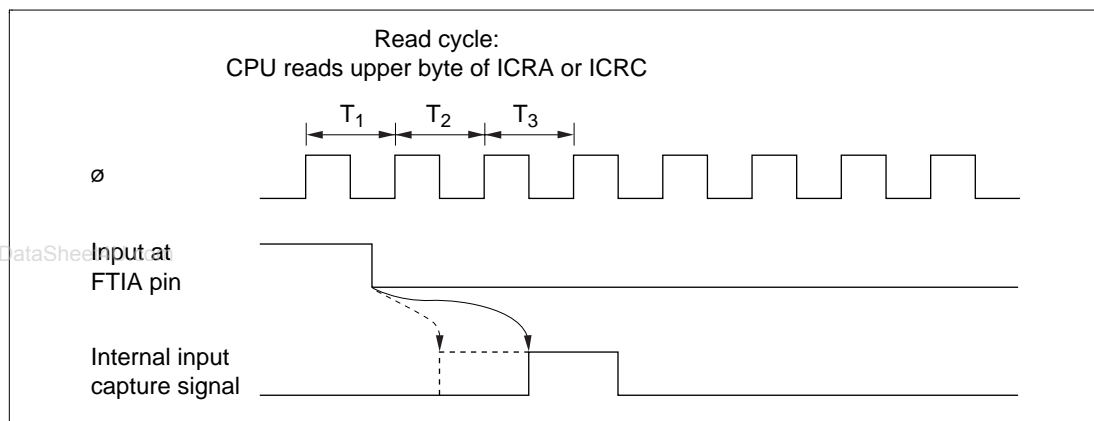 Read cycle:
CPU reads upper byte of ICRA or ICRC
T1 T2 T3
ø
Input at
FTIA pin
Internal input
capture signal